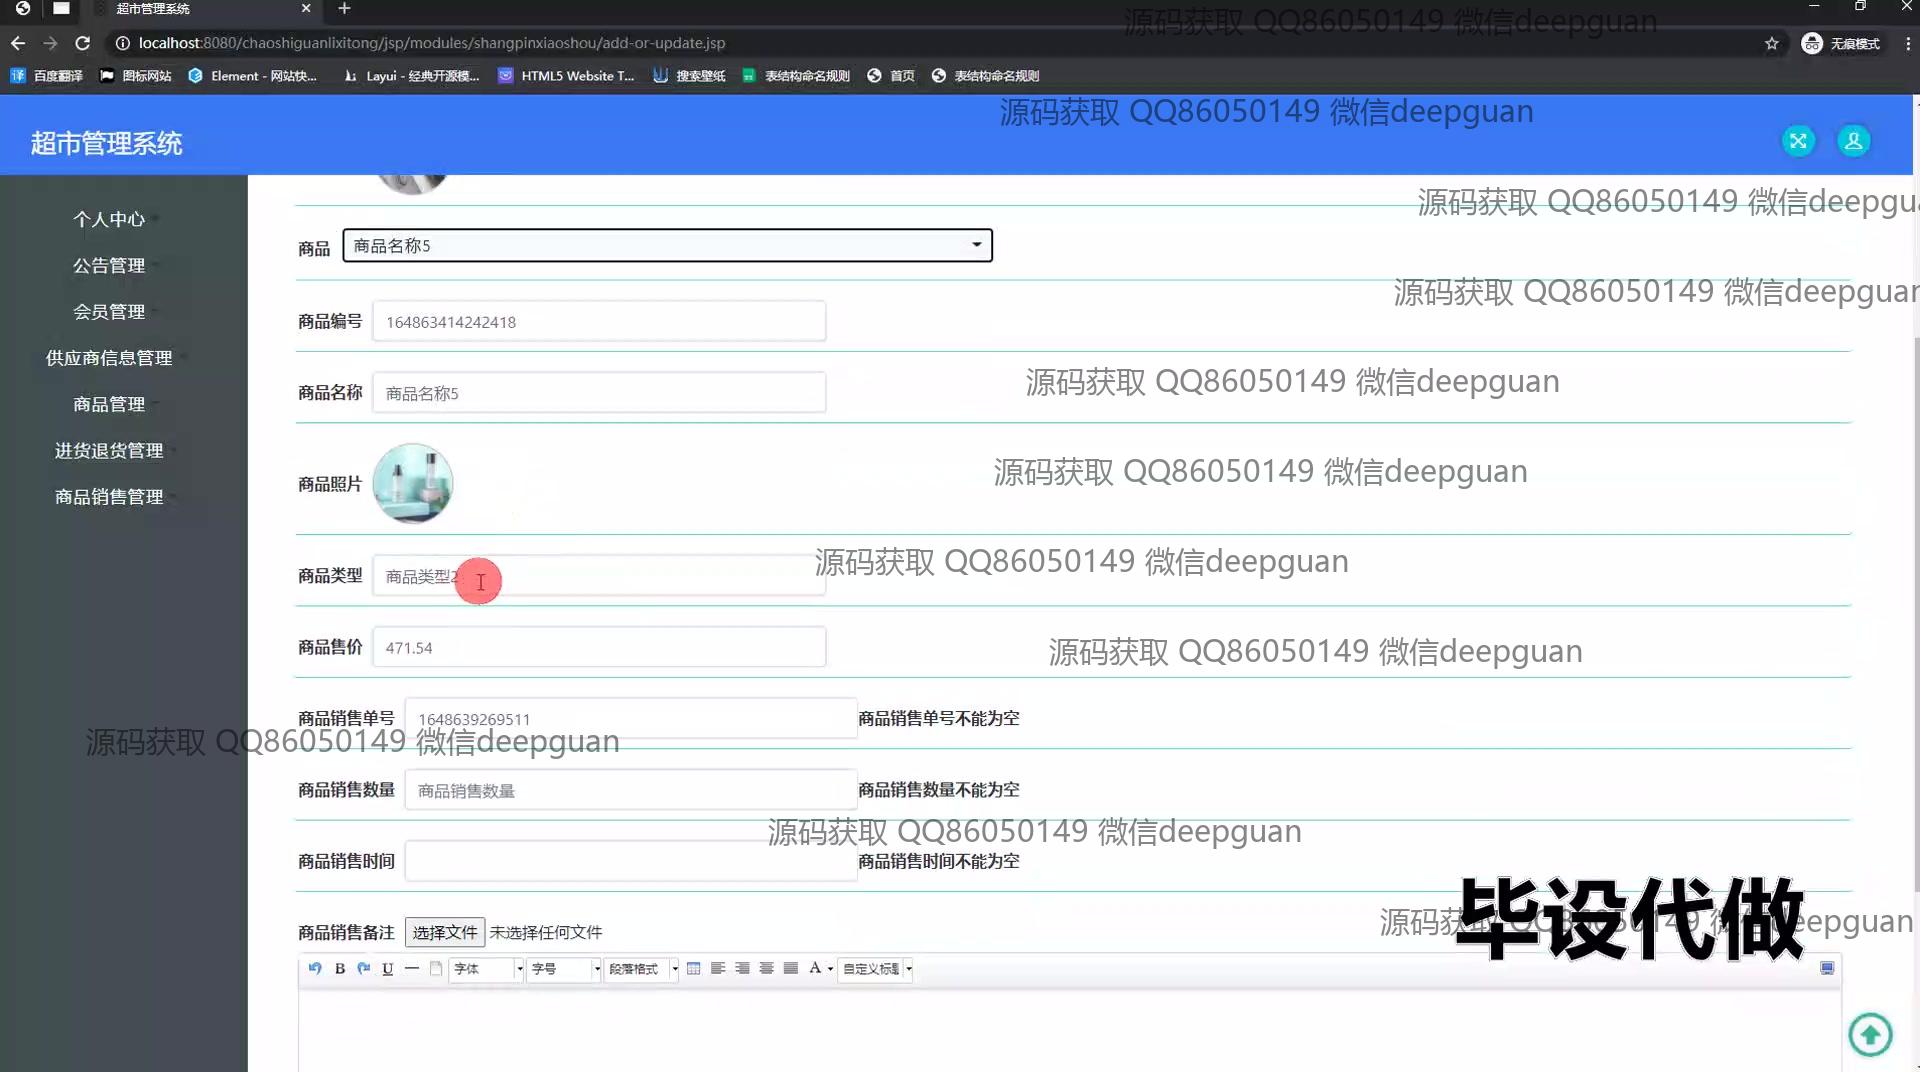 超市管理系统
源码获取 QQ86050149 微信deepguan
localhost:8080/chaoshiguanlixitong/jsp/modules/shangpinxiaoshou/add-or-update.jsp
无痕模式
百度翻译 图标网站 Element - 网站快... Layui - 经典开源模... HTML5 Website T... 搜索壁纸 表结构命名规则 首页 表结构命名规则
源码获取 QQ86050149 微信deepguan
超市管理系统
源码获取 QQ86050149 微信deepgua
个人中心
公告管理
会员管理
供应商信息管理
商品管理
进货退货管理
商品销售管理
商品 商品名称5
源码获取 QQ86050149 微信deepguan
商品编号 164863414242418
源码获取 QQ86050149 微信deepguan
商品名称 商品名称5
源码获取 QQ86050149 微信deepguan
商品照片
源码获取 QQ86050149 微信deepguan
商品类型 商品类型2
源码获取 QQ86050149 微信deepguan
商品售价 471.54
商品销售单号 1648639269511 商品销售单号不能为空
源码获取 QQ86050149 微信deepguan
商品销售数量 商品销售数量 商品销售数量不能为空
源码获取 QQ86050149 微信deepguan
商品销售时间 商品销售时间不能为空
毕设代做
源码获取 QQ86050149 微信deepguan
商品销售备注 选择文件 未选择任何文件
B U 字体 字号 段落格式 A 自定义标题